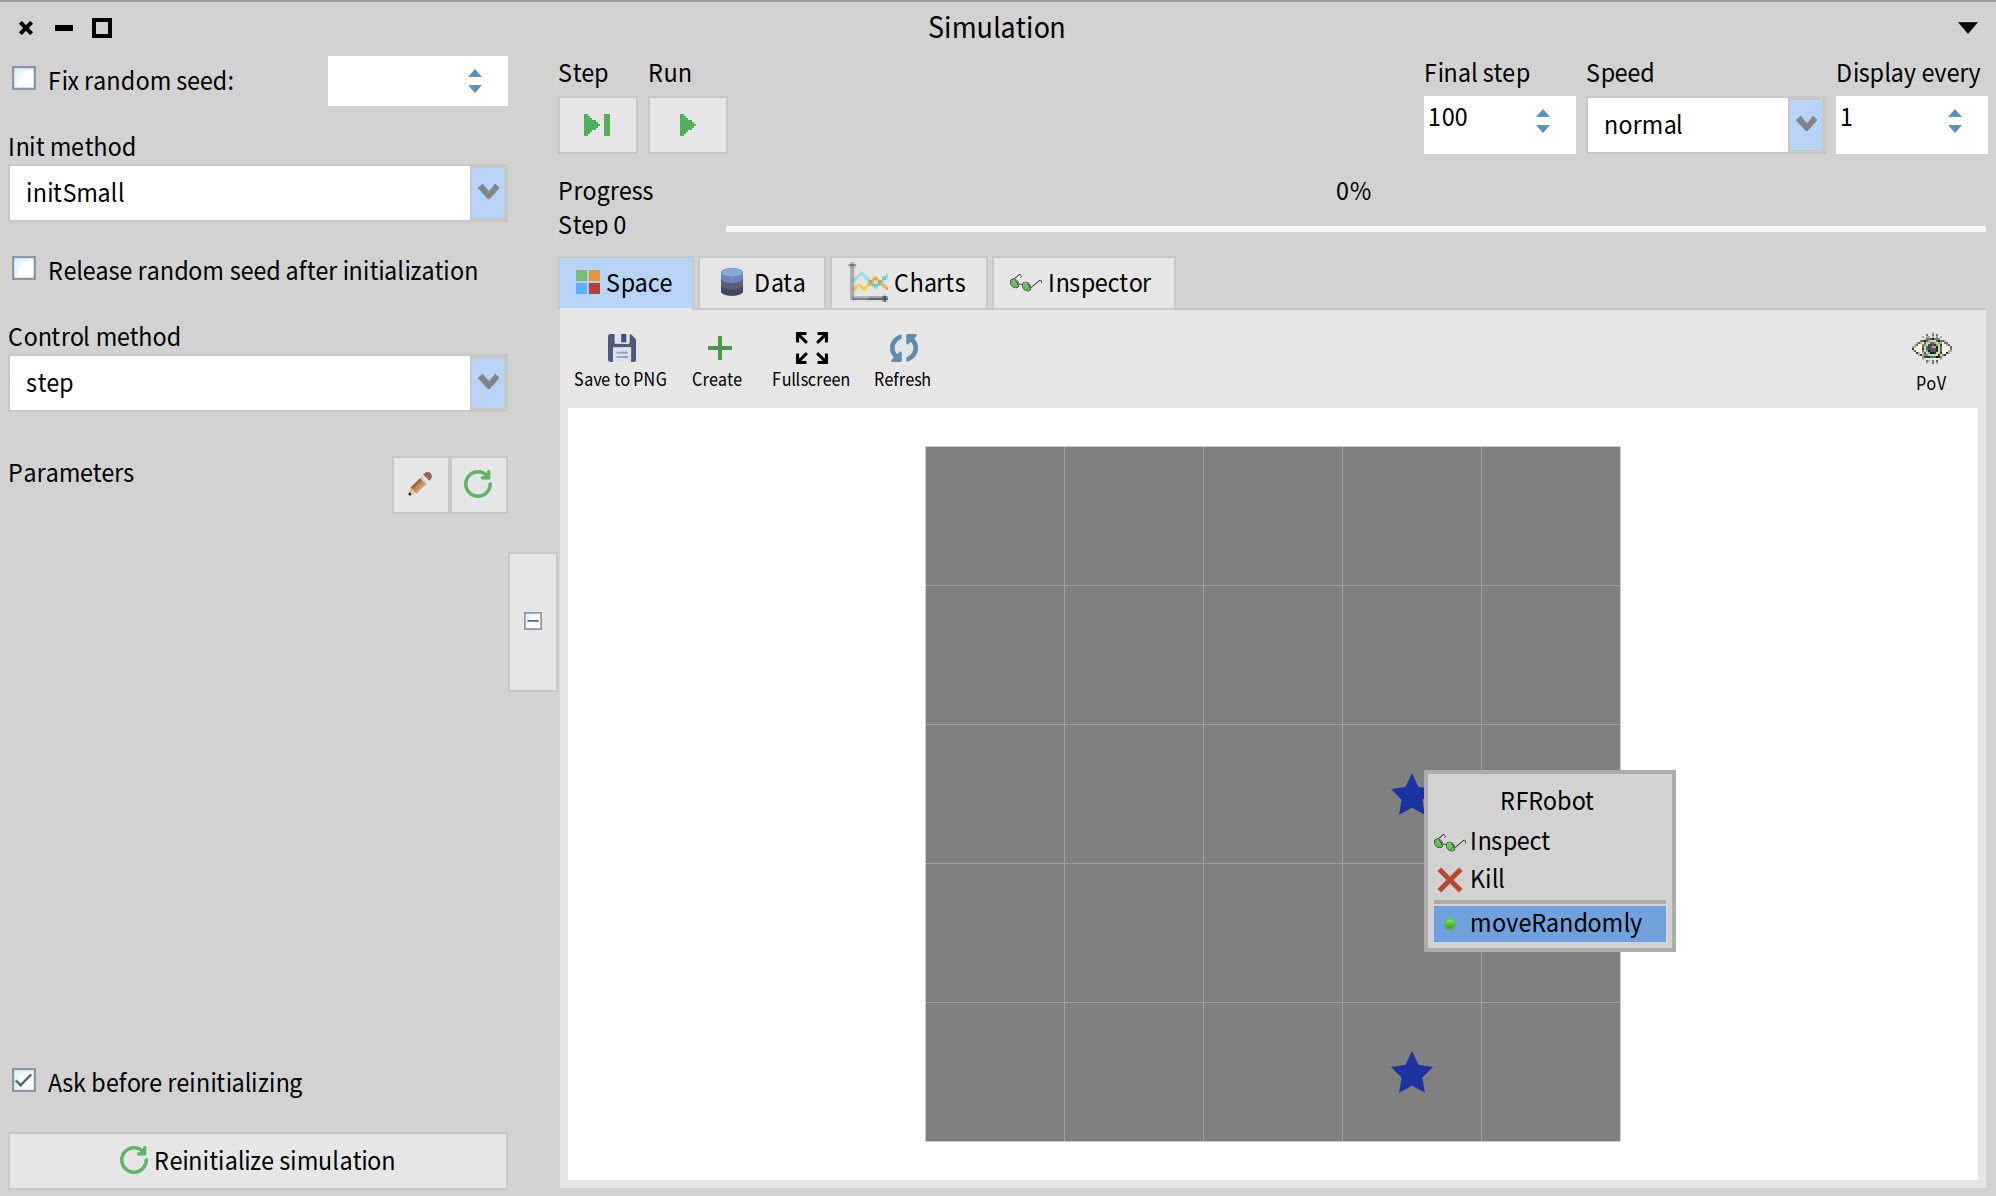 Simulation
Fix random seed:
Init method
initSmall
Release random seed after initialization
Control method
step
Parameters
Ask before reinitializing
Reinitialize simulation
Step Run
Final step Speed Display every
100 normal 1
Progress 0%
Step 0
Space Data Charts Inspector
Save to PNG Create Fullscreen Refresh PoV
RFRobot
Inspect
Kill
moveRandomly